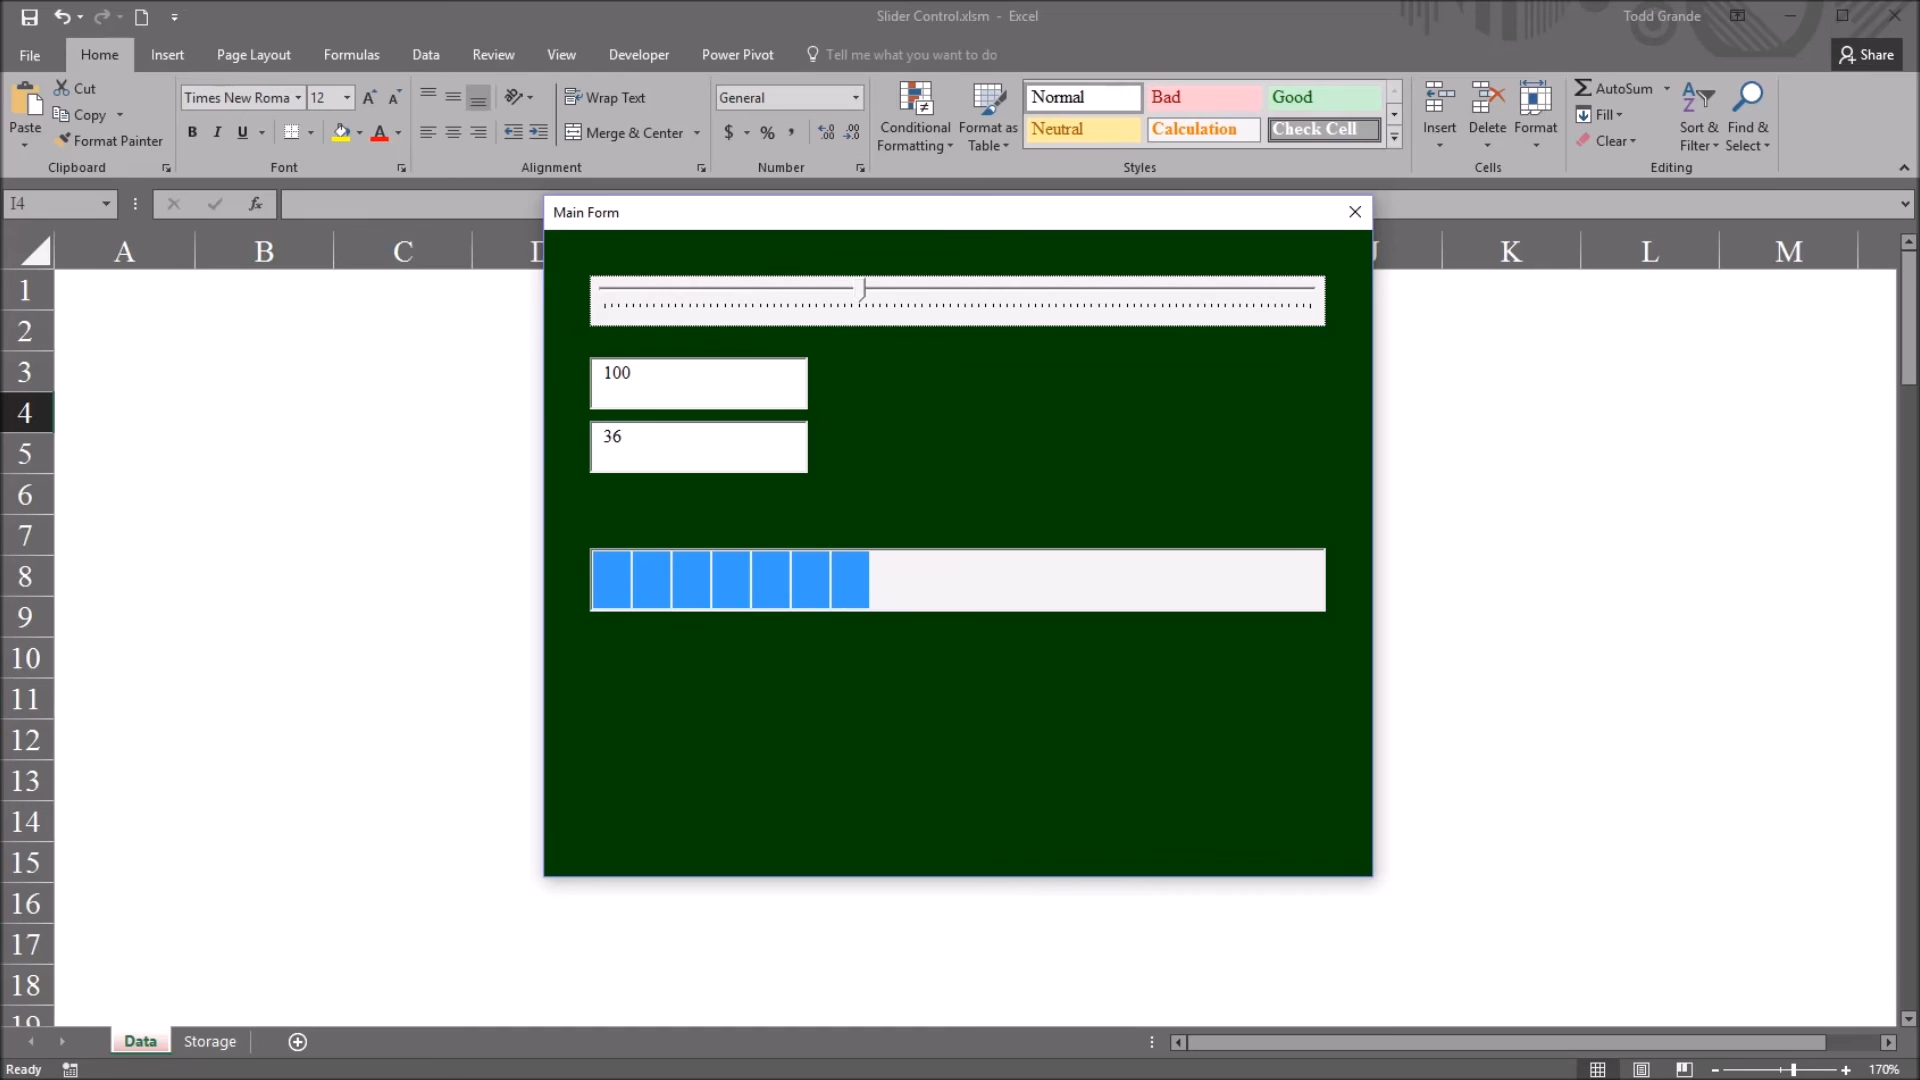 Slider Control.xlsm - Excel
Todd Grande
File Home Insert Page Layout Formulas Data Review View Developer Power Pivot Tell me what you want to do Share
Paste
Cut
Copy
Format Painter
Clipboard
Times New Roma 12
B I U
Font
Wrap Text
Merge & Center
Alignment
General
$ % ,
Number
Conditional
Formatting
Format as
Table
Normal Bad Good
Neutral Calculation Check Cell
Styles
Insert Delete Format
Cells
AutoSum
Fill
Clear
Sort &
Filter
Find &
Select
Editing
I4
fx
Main Form
A B C D J K L M
1
2
3
4
5
6
7
8
9
10
11
12
13
14
15
16
17
18
19
100
36
Data Storage
Ready
170%